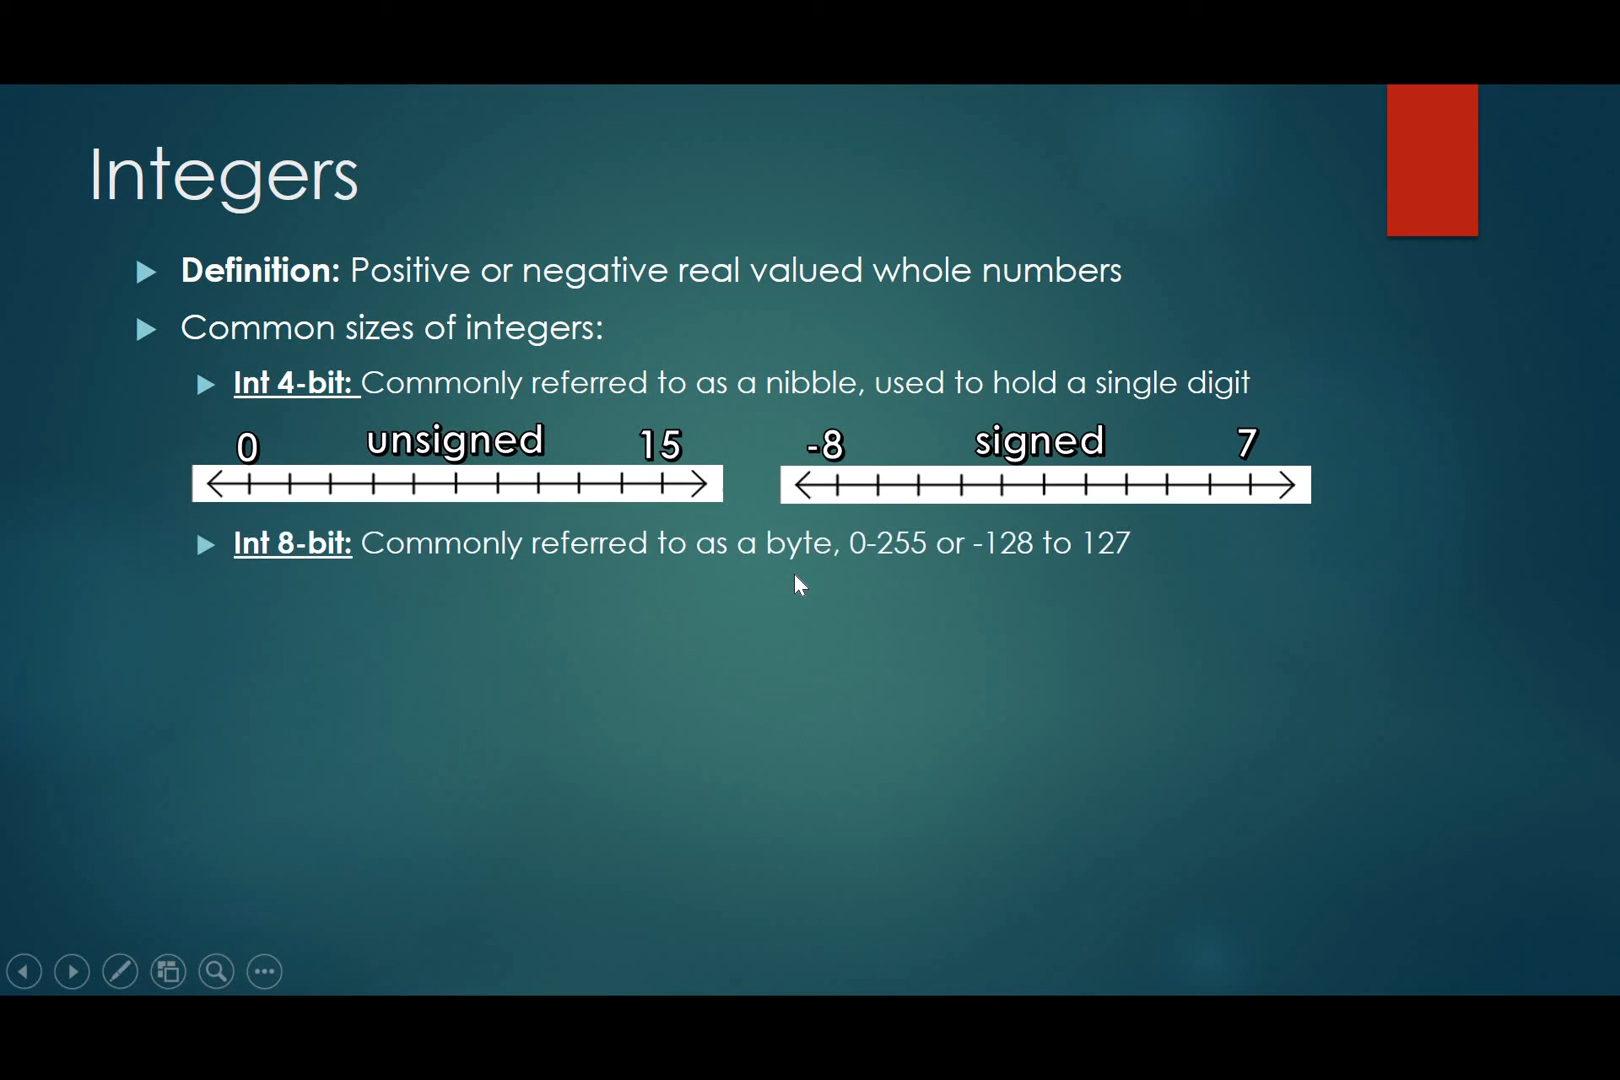 Integers
Definition: Positive or negative real valued whole numbers
Common sizes of integers:
Int 4-bit: Commonly referred to as a nibble, used to hold a single digit
0 unsigned 15 -8 signed 7
Int 8-bit: Commonly referred to as a byte, 0-255 or -128 to 127